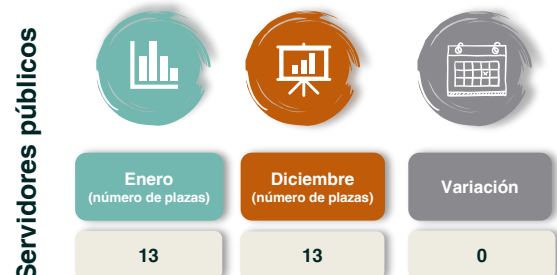 Servidores públicos
Enero
(número de plazas)
Diciembre
(número de plazas)
Variación
13
13
0